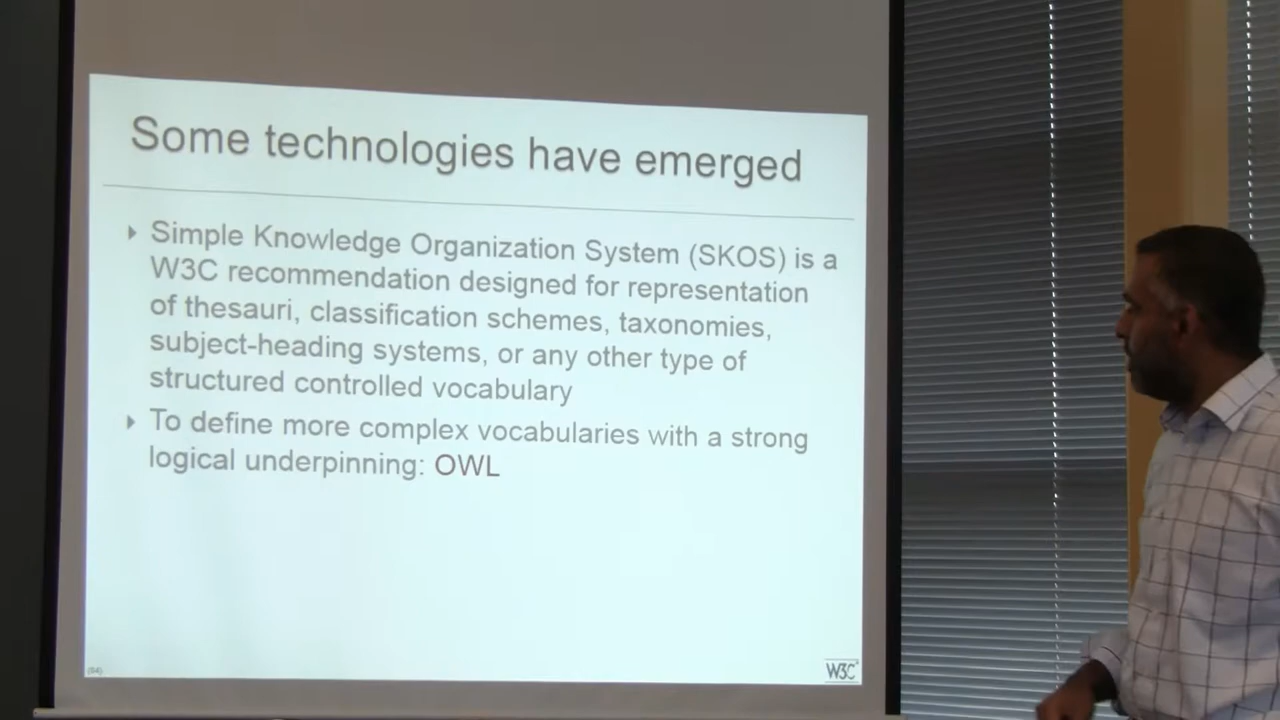 Some technologies have emerged
Simple Knowledge Organization System (SKOS) is a
W3C recommendation designed for representation
of thesauri, classification schemes, taxonomies,
subject-heading systems, or any other type of
structured controlled vocabulary
To define more complex vocabularies with a strong
logical underpinning: OWL
W3C